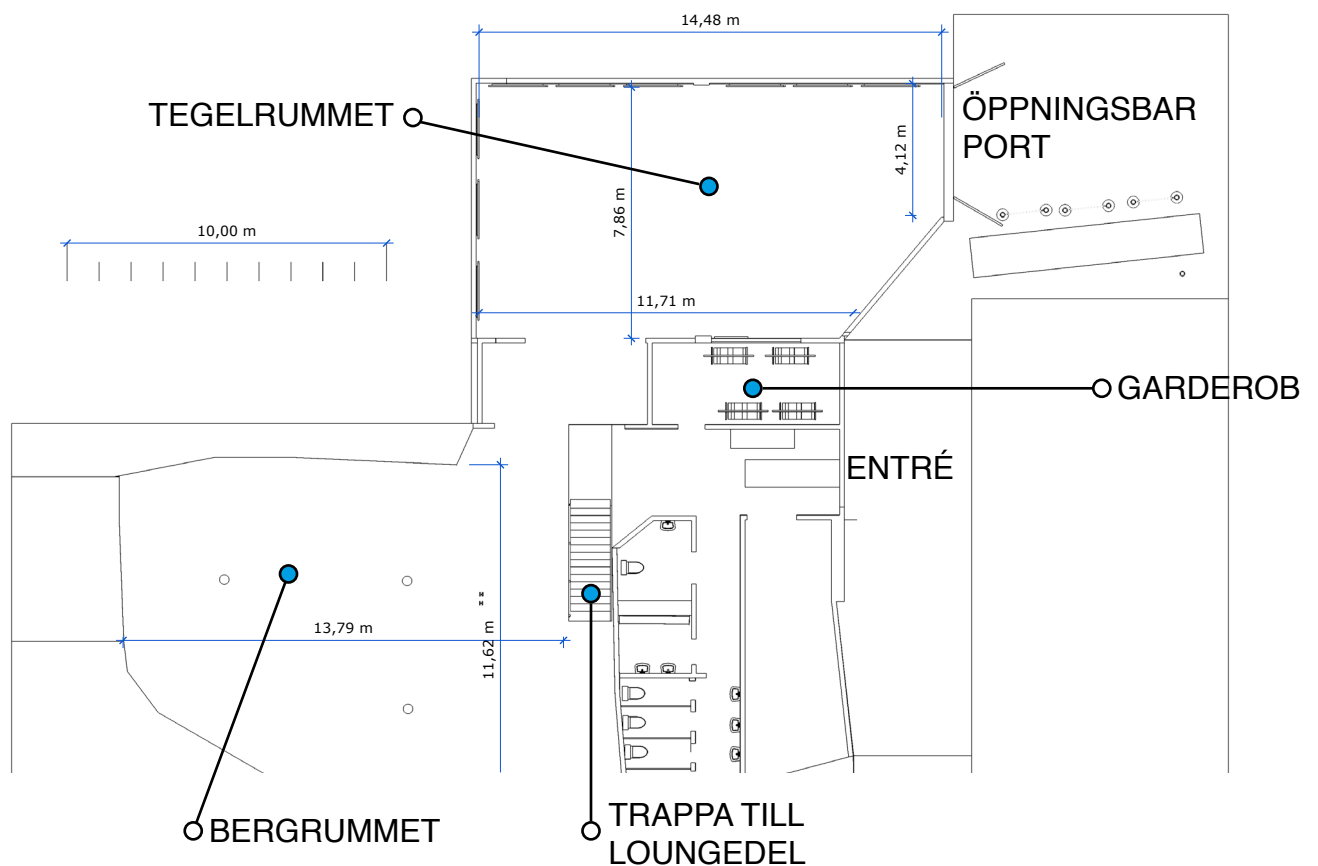 14,48 m
TEGELRUMMET
ÖPPNINGSBAR
PORT
4,12 m
7,86 m
10,00 m
11,71 m
GARDEROB
ENTRÉ
13,79 m
11,62 m
BERGRUMMET
TRAPPA TILL
LOUNGEDEL